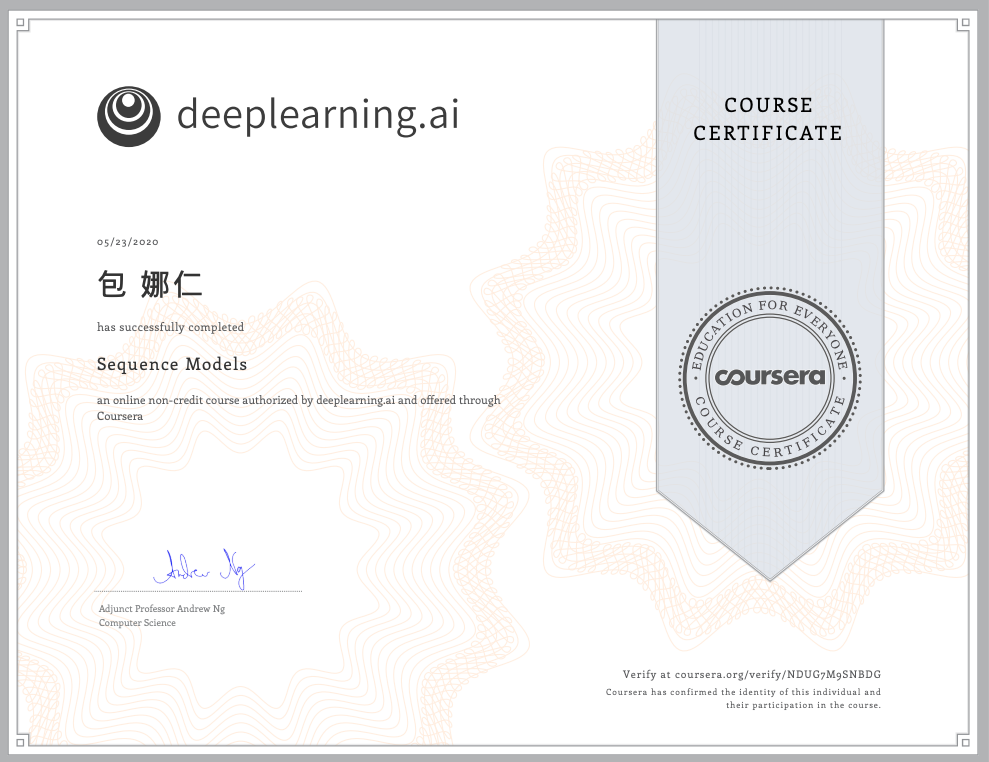 deeplearning.ai
COURSE
CERTIFICATE
05/23/2020
包 娜仁
has successfully completed
Sequence Models
an online non-credit course authorized by deeplearning.ai and offered through
Coursera
EDUCATION FOR EVERYONE
coursera
COURSE CERTIFICATE
Andrew Ng
Adjunct Professor Andrew Ng
Computer Science
Verify at coursera.org/verify/NDUG7M9SNBDG
Coursera has confirmed the identity of this individual and
their participation in the course.